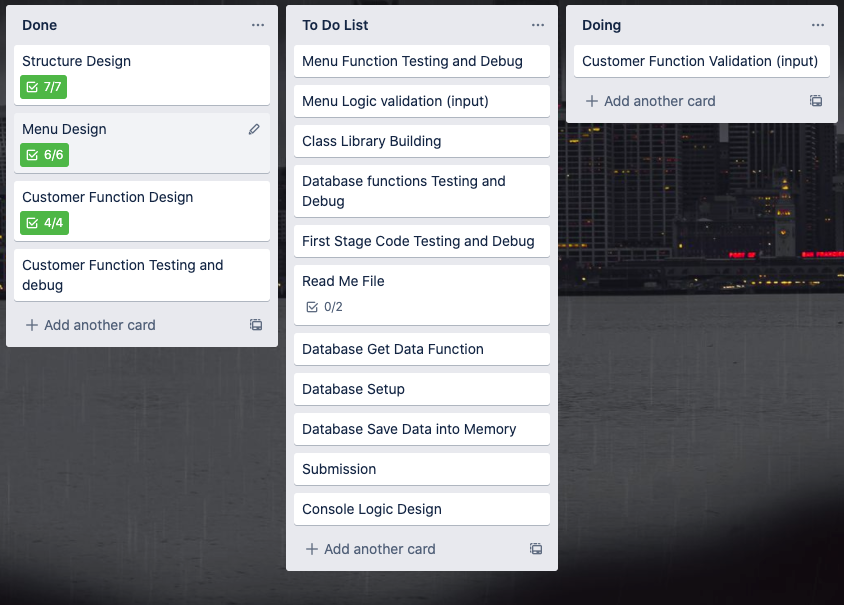 Done
Structure Design
7/7
Menu Design
6/6
Customer Function Design
4/4
Customer Function Testing and
debug
Add another card
To Do List
Menu Function Testing and Debug
Menu Logic validation (input)
Class Library Building
Database functions Testing and
Debug
First Stage Code Testing and Debug
Read Me File
0/2
Database Get Data Function
Database Setup
Database Save Data into Memory
Submission
Console Logic Design
Add another card
Doing
Customer Function Validation (input)
Add another card